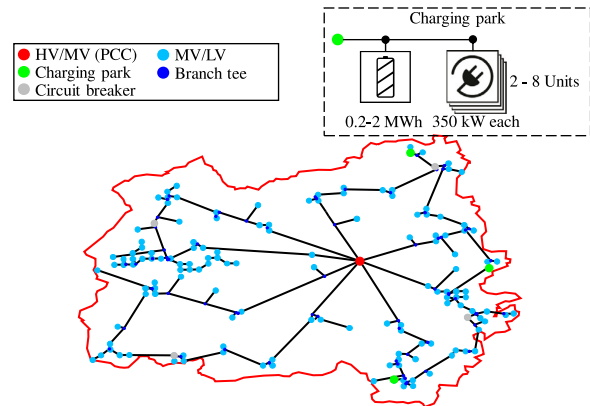 Charging park
HV/MV (PCC)
MV/LV
Charging park
Branch tee
Circuit breaker
2 - 8 Units
0.2-2 MWh
350 kW each